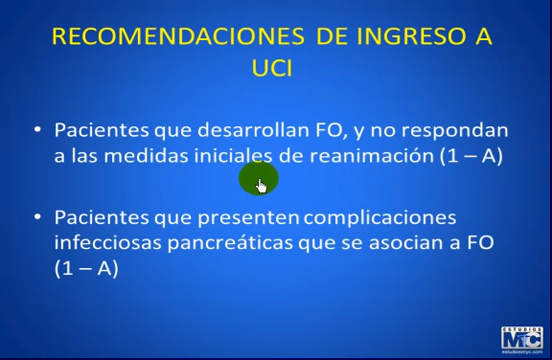 RECOMENDACIONES DE INGRESO A
UCI
• Pacientes que desarrollan FO, y no respondan
a las medidas iniciales de reanimación (1 – A)
• Pacientes que presenten complicaciones
infecciosas pancreáticas que se asocian a FO
(1 – A)
ESTUDIOS
MyC
estudiosmyc.com